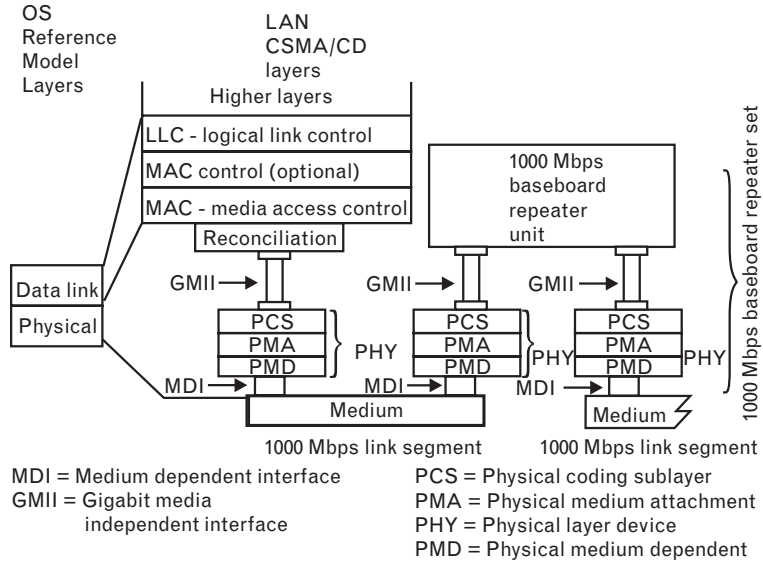 OS
Reference
Model
Layers
LAN
CSMA/CD
layers
Higher layers
LLC - logical link control
MAC control (optional)
MAC - media access control
Reconciliation
1000 Mbps
baseboard
repeater
unit
1000 Mbps baseboard repeater set
Data link
Physical
GMII
GMII
GMII
PCS
PMA
PMD
PHY
PCS
PMA
PMD
PHY
PCS
PMA
PMD
PHY
MDI
MDI
MDI
Medium
Medium
1000 Mbps link segment
1000 Mbps link segment
MDI = Medium dependent interface
GMII = Gigabit media
independent interface
PCS = Physical coding sublayer
PMA = Physical medium attachment
PHY = Physical layer device
PMD = Physical medium dependent